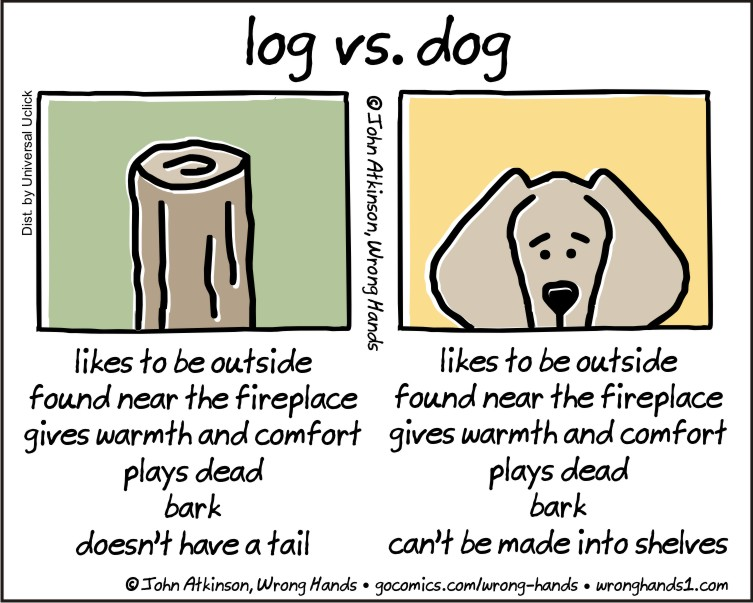 log vs. dog
Dist. by Universal Uclick
© John Atkinson, Wrong Hands
likes to be outside
found near the fireplace
gives warmth and comfort
plays dead
bark
doesn't have a tail
likes to be outside
found near the fireplace
gives warmth and comfort
plays dead
bark
can't be made into shelves
© John Atkinson, Wrong Hands • gocomics.com/wrong-hands • wronghands1.com